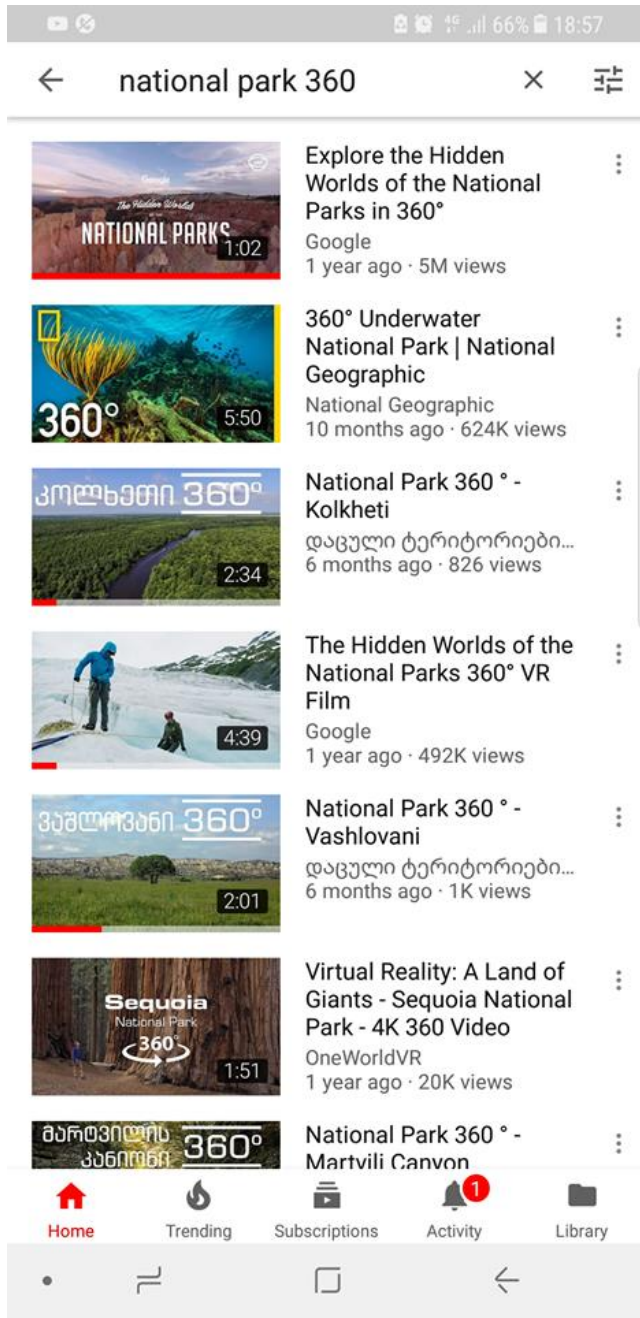 4G 66% 18:57
national park 360
The Hidden Worlds
NATIONAL PARKS
1:02
Explore the Hidden
Worlds of the National
Parks in 360°
Google
1 year ago · 5M views
360°
5:50
360° Underwater
National Park | National
Geographic
National Geographic
10 months ago · 624K views
კოლხეთი 360°
2:34
National Park 360 ° -
Kolkheti
დაცული ტერიტორიები...
6 months ago · 826 views
4:39
The Hidden Worlds of the
National Parks 360° VR
Film
Google
1 year ago · 492K views
ვაშლოვანი 360°
2:01
National Park 360 ° -
Vashlovani
დაცული ტერიტორიები...
6 months ago · 1K views
Sequoia
National Park
360°
1:51
Virtual Reality: A Land of
Giants - Sequoia National
Park - 4K 360 Video
OneWorldVR
1 year ago · 20K views
მარტვილის
კანიონი 360°
National Park 360 ° -
Martvili Canyon
1
Home Trending Subscriptions Activity Library